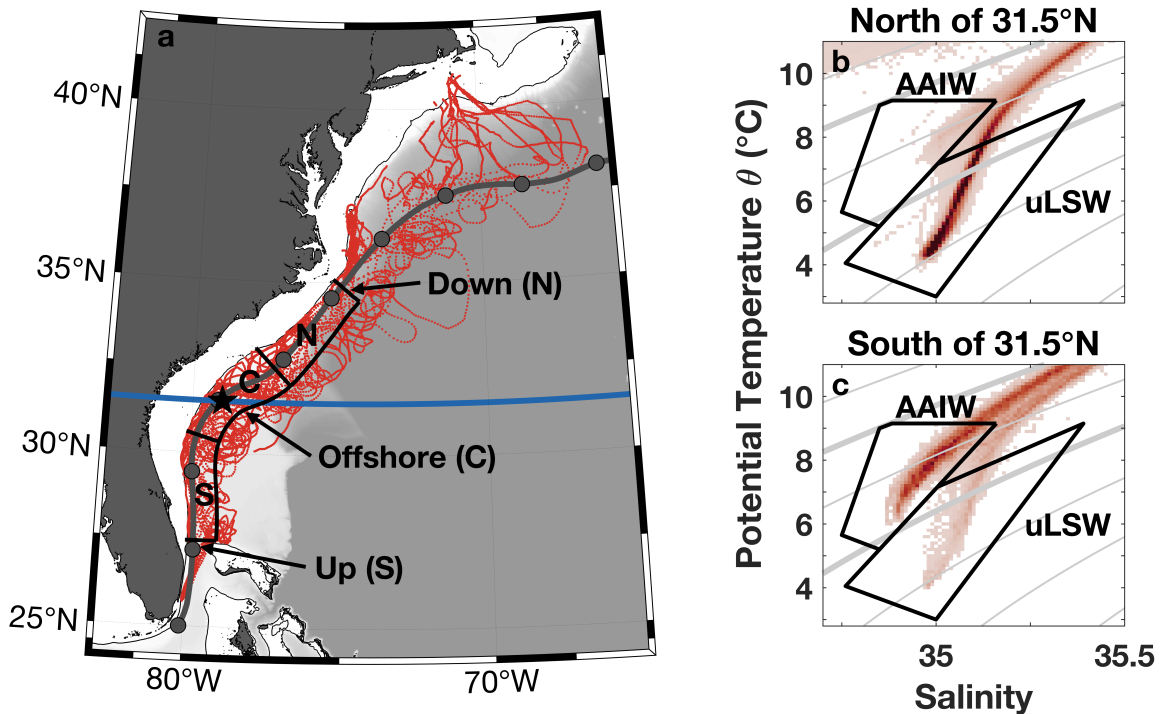 a
40°N
35°N
30°N
25°N
80°W
70°W
N
C
S
Down (N)
Offshore (C)
Up (S)
North of 31.5°N
b
AAIW
uLSW
10
8
6
4
South of 31.5°N
c
AAIW
uLSW
10
8
6
4
35
35.5
Salinity
Potential Temperature θ (°C)